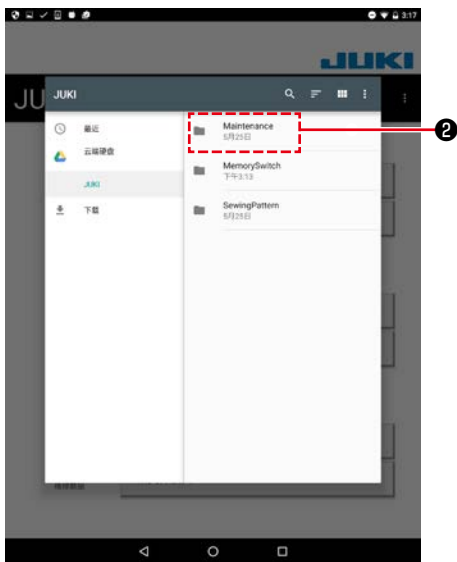 3:17
JUKI
JU
JUKI
最近
云端硬盘
JUKI
下载
Maintenance
5月25日
MemorySwitch
下午3:13
SewingPattern
5月25日
❷